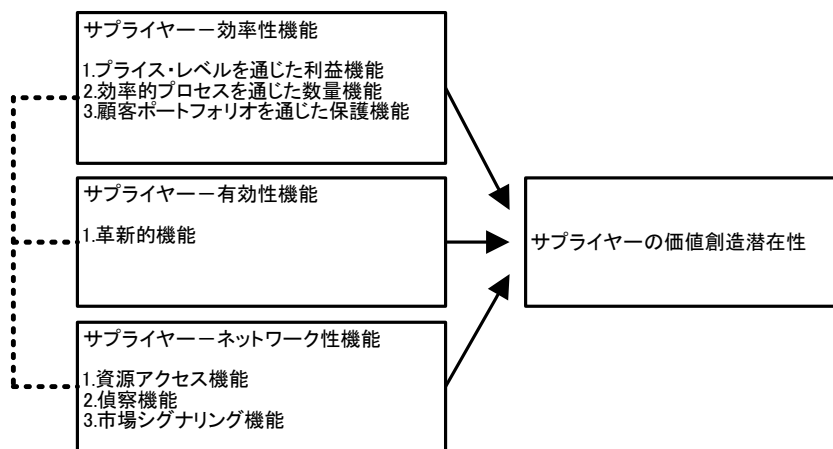 サプライヤー－効率性機能
1.プライス・レベルを通じた利益機能
2.効率的プロセスを通じた数量機能
3.顧客ポートフォリオを通じた保護機能
サプライヤー－有効性機能
1.革新的機能
サプライヤーの価値創造潜在性
サプライヤー－ネットワーク性機能
1.資源アクセス機能
2.偵察機能
3.市場シグナリング機能